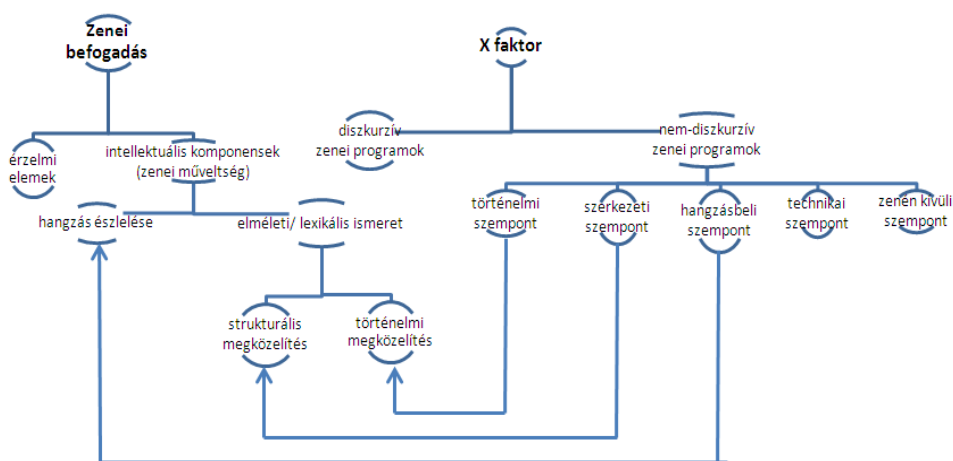 Zenei
befogadás
X faktor
érzelmi
elemek
intellektuális komponensek
(zenei műveltség)
diszkurzív
zenei programok
nem-diszkurzív
zenei programok
hangzás észlelése
elméleti/ lexikális ismeret
történelmi
szempont
szerkezeti
szempont
hangzásbeli
szempont
technikai
szempont
zenén kívüli
szempont
strukturális
megközelítés
történelmi
megközelítés